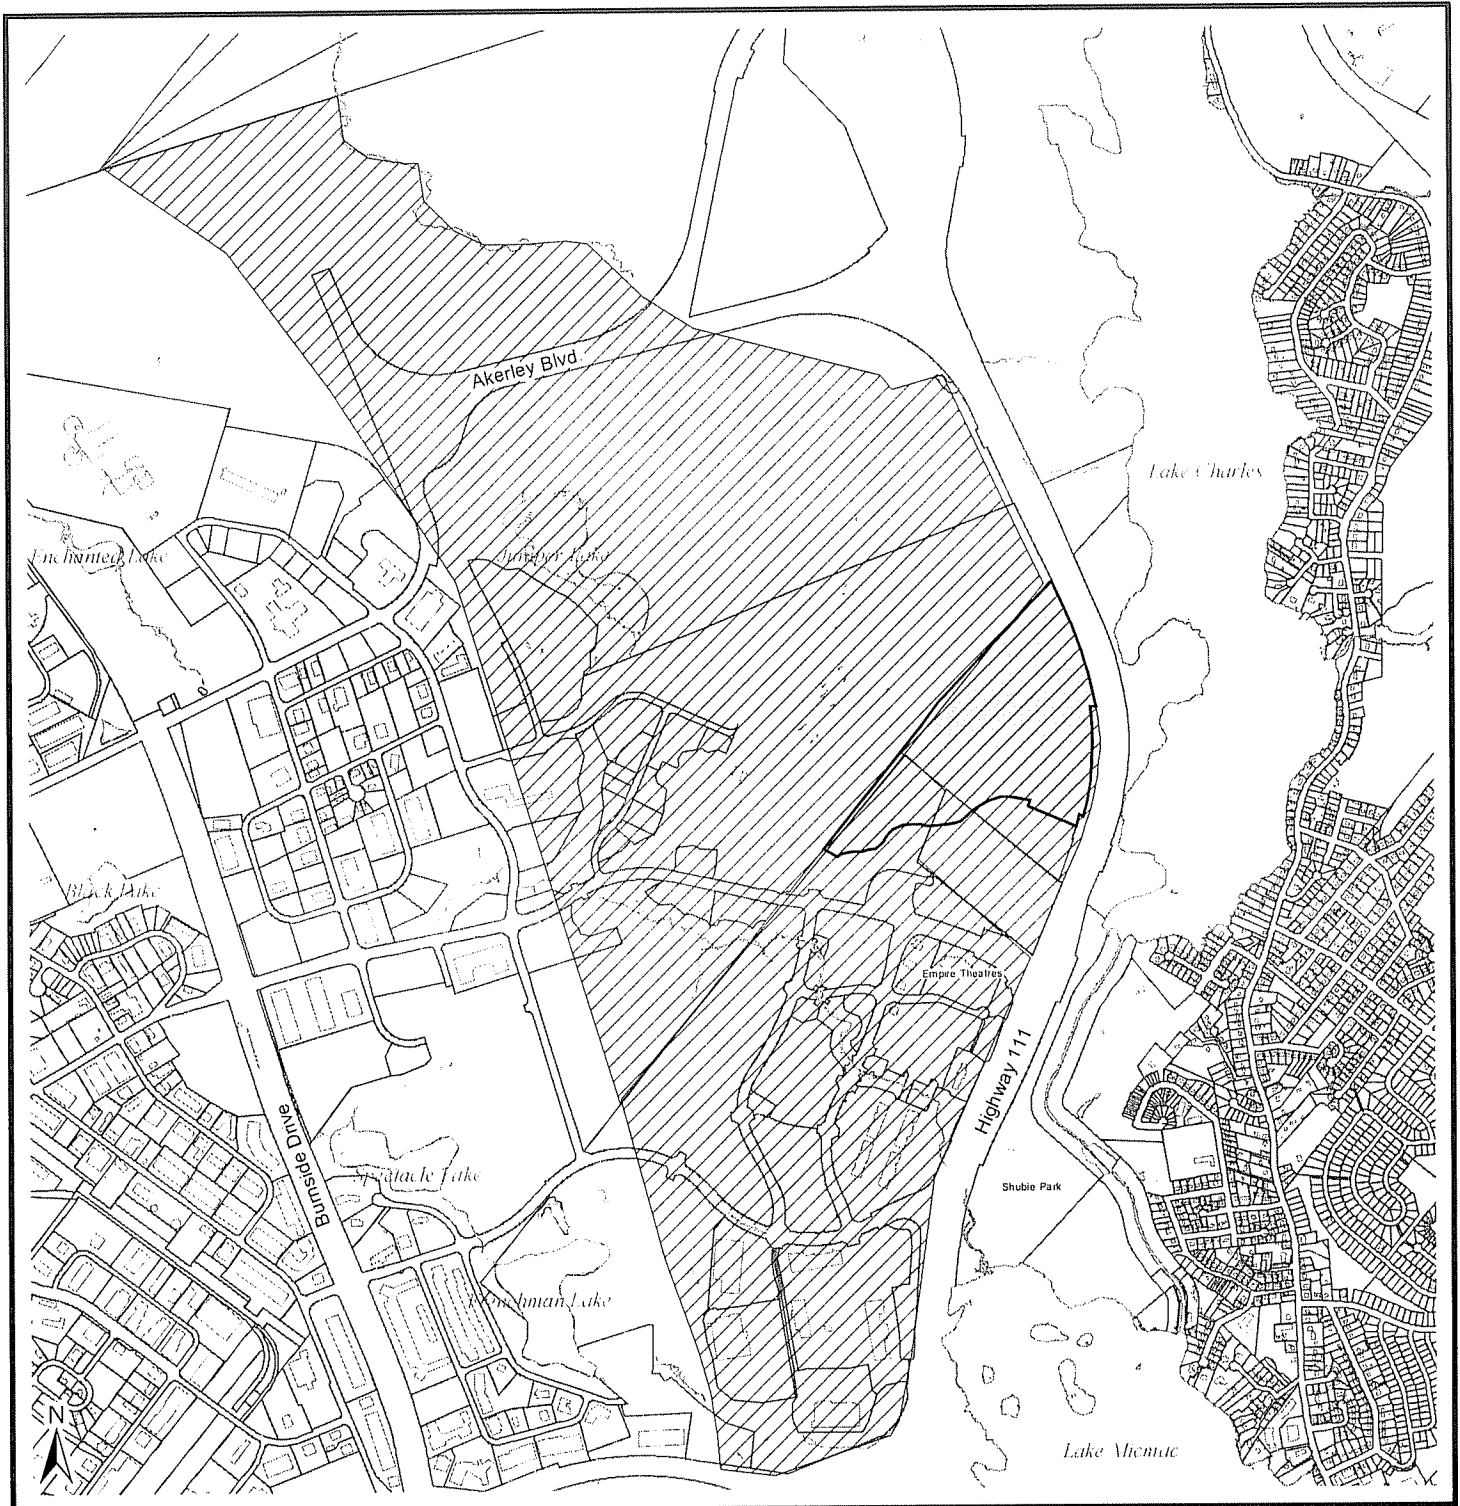 Akerley Blvd.
Lake Charles
Enchanted Lake
Juniper Lake
Black Lake
Empire Theatres
Highway 111
Burnside Drive
Spectacle Lake
Shubie Park
Frenchman Lake
N
Lake Micmac